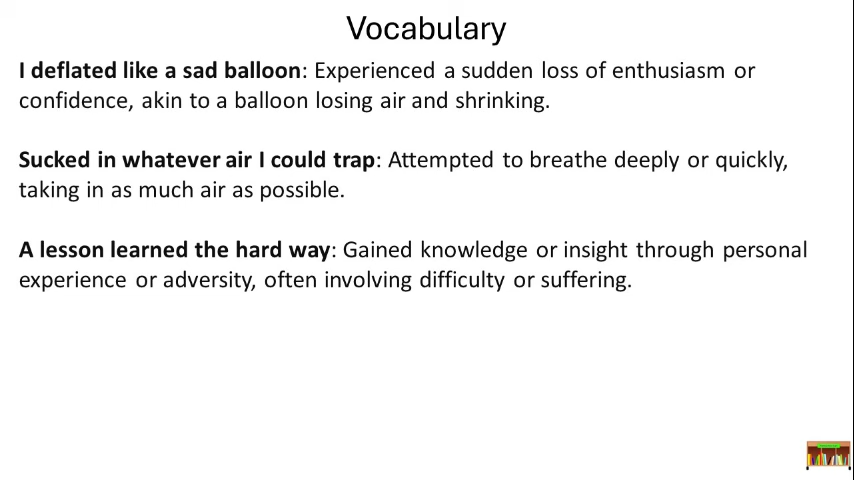 Vocabulary
I deflated like a sad balloon: Experienced a sudden loss of enthusiasm or
confidence, akin to a balloon losing air and shrinking.
Sucked in whatever air I could trap: Attempted to breathe deeply or quickly,
taking in as much air as possible.
A lesson learned the hard way: Gained knowledge or insight through personal
experience or adversity, often involving difficulty or suffering.